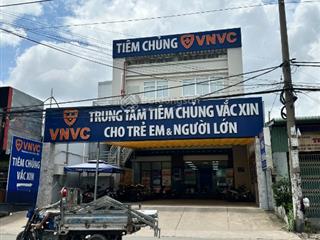 TIÊM CHỦNG VNVC
TRUNG TÂM TIÊM CHỦNG VẮC XIN
CHO TRẺ EM & NGƯỜI LỚN
VNVC
VNVC
TIÊM CHỦNG
VẮC XIN